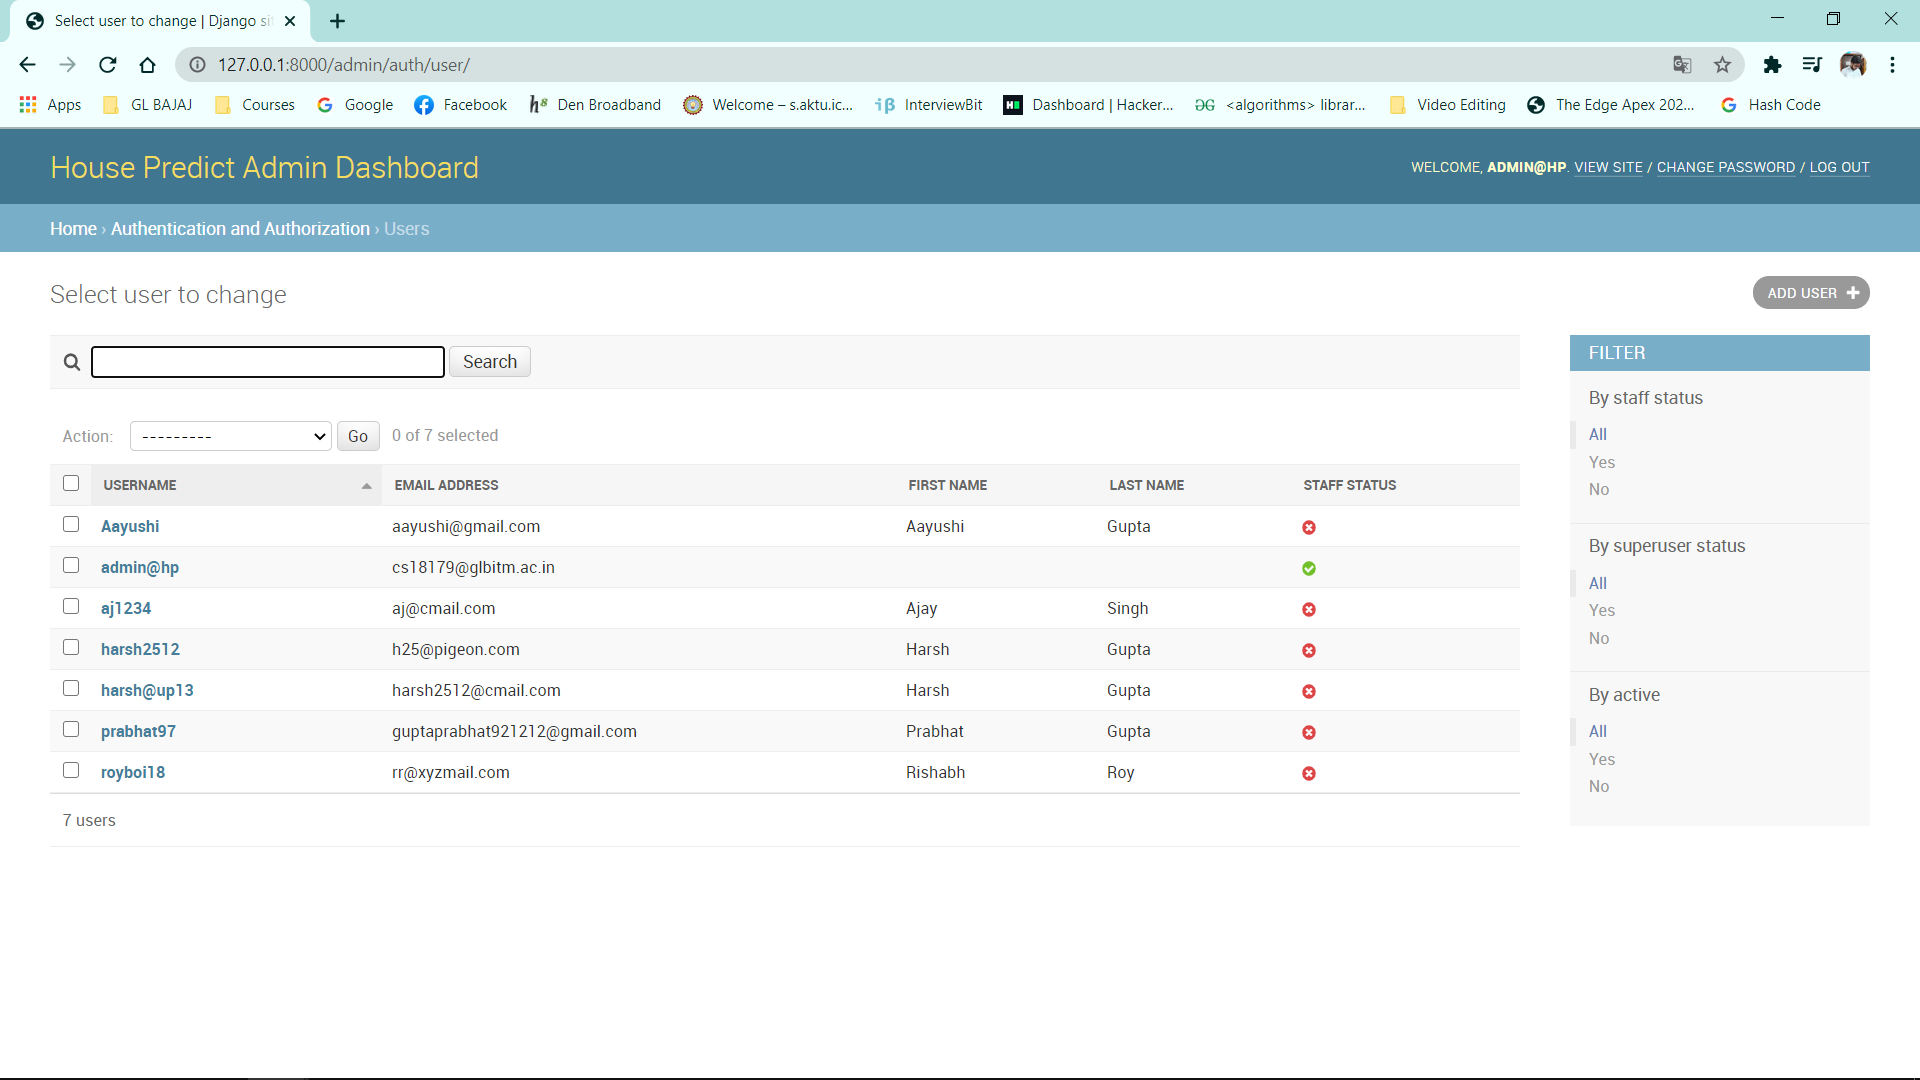 Select user to change | Django si
127.0.0.1:8000/admin/auth/user/
Apps GL BAJAJ Courses Google Facebook Den Broadband Welcome – s.aktu.ic... InterviewBit Dashboard | Hacker... <algorithms> librar... Video Editing The Edge Apex 202... Hash Code
House Predict Admin Dashboard
WELCOME, ADMIN@HP. VIEW SITE / CHANGE PASSWORD / LOG OUT
Home › Authentication and Authorization › Users
Select user to change
ADD USER +
Search
Action: --------- Go 0 of 7 selected
USERNAME EMAIL ADDRESS FIRST NAME LAST NAME STAFF STATUS
Aayushi aayushi@gmail.com Aayushi Gupta
admin@hp cs18179@glbitm.ac.in
aj1234 aj@cmail.com Ajay Singh
harsh2512 h25@pigeon.com Harsh Gupta
harsh@up13 harsh2512@cmail.com Harsh Gupta
prabhat97 guptaprabhat921212@gmail.com Prabhat Gupta
royboi18 rr@xyzmail.com Rishabh Roy
7 users
FILTER
By staff status
All
Yes
No
By superuser status
All
Yes
No
By active
All
Yes
No